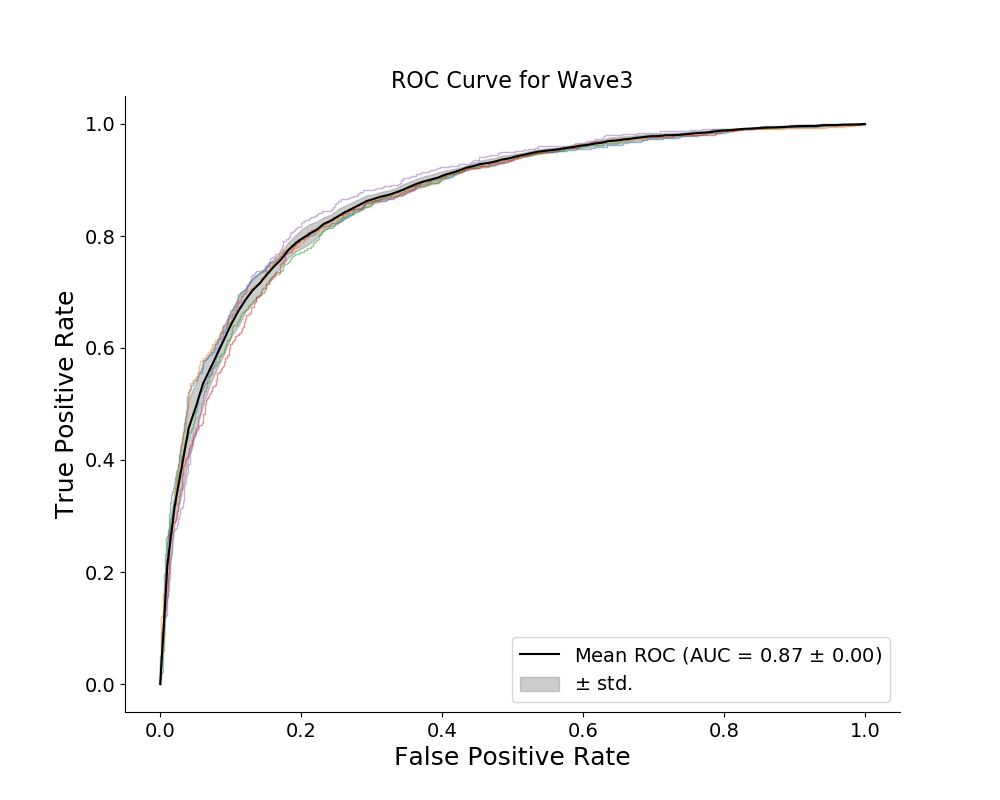 ROC Curve for Wave3
True Positive Rate
1.0
0.8
0.6
0.4
0.2
0.0
0.0 0.2 0.4 0.6 0.8 1.0
False Positive Rate
Mean ROC (AUC = 0.87 ± 0.00)
± std.